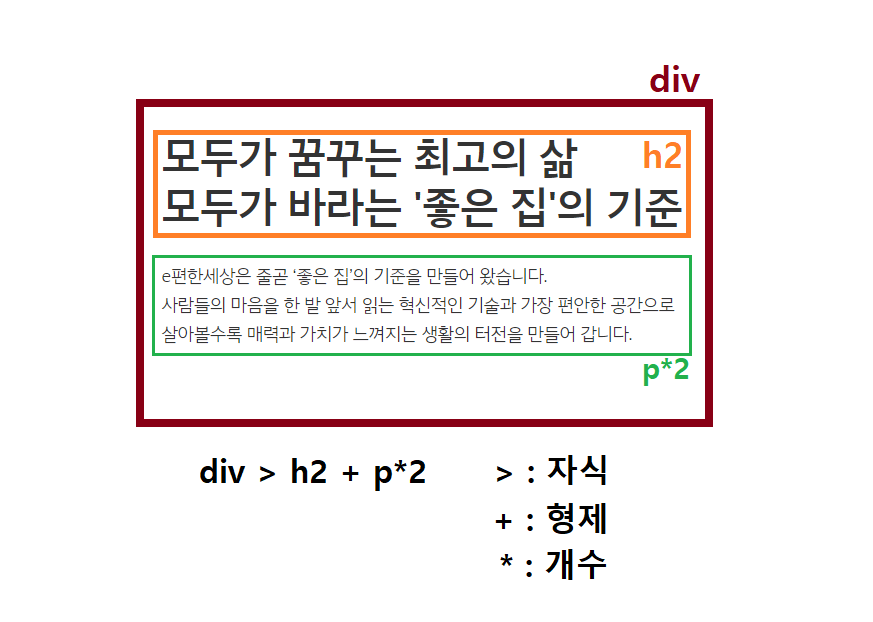 div
모두가 꿈꾸는 최고의 삶 h2
모두가 바라는 '좋은 집'의 기준
e편한세상은 줄곧 ‘좋은 집’의 기준을 만들어 왔습니다.
사람들의 마음을 한 발 앞서 읽는 혁신적인 기술과 가장 편안한 공간으로
살아볼수록 매력과 가치가 느껴지는 생활의 터전을 만들어 갑니다.
p*2
div > h2 + p*2 > : 자식
+ : 형제
* : 개수